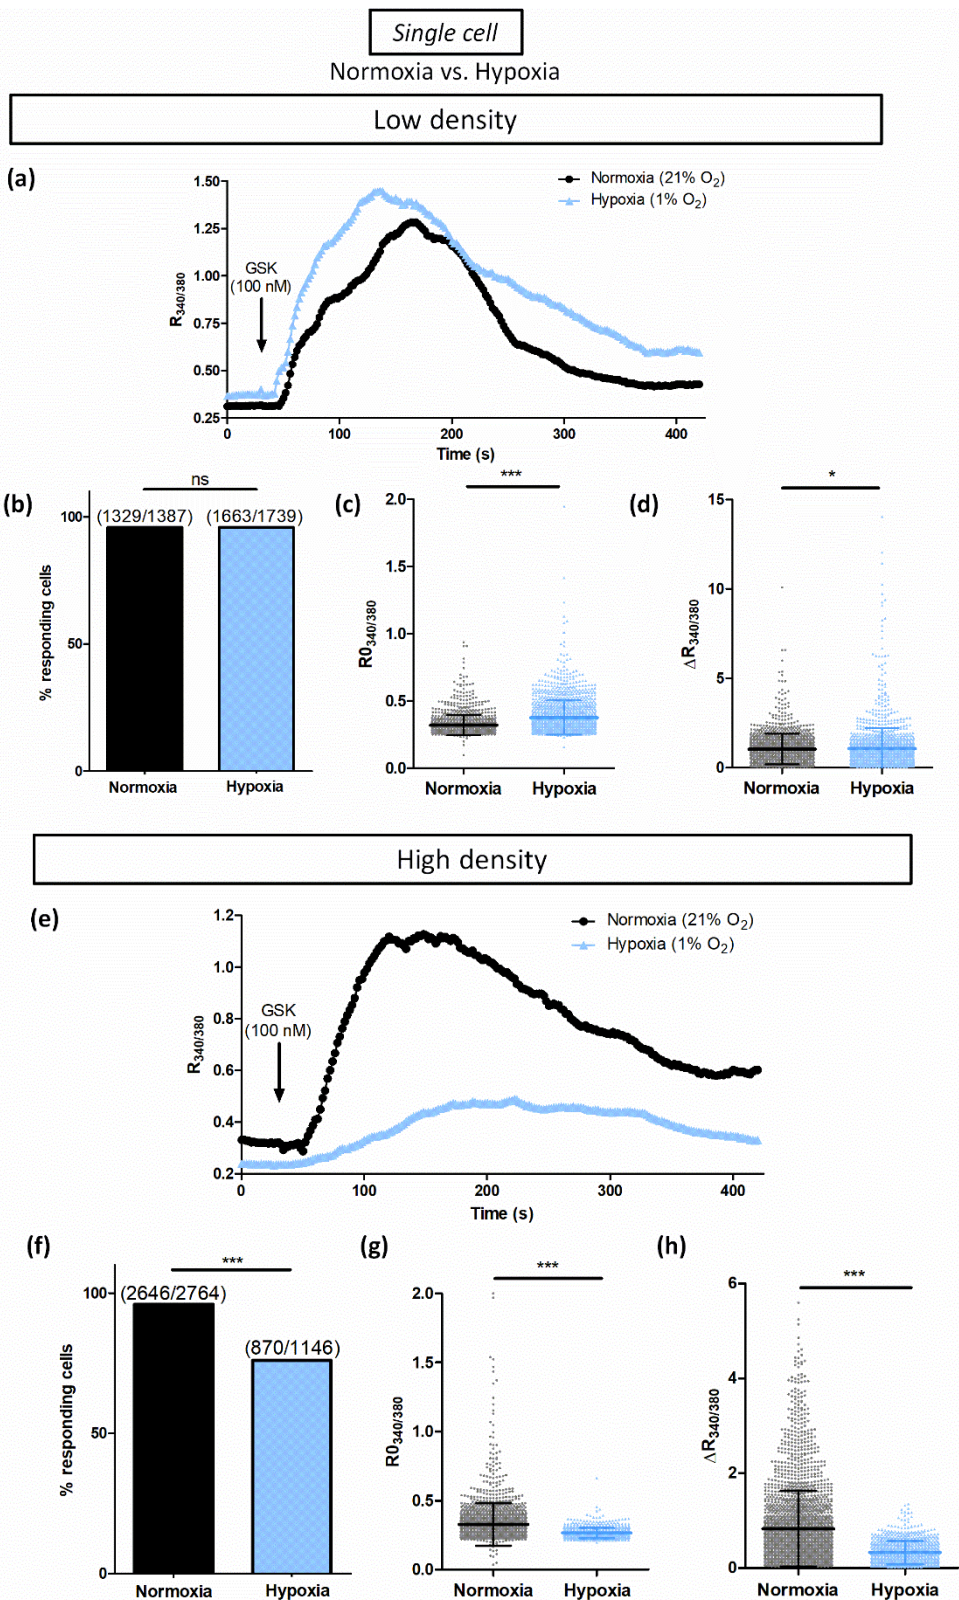 Single cell
Normoxia vs. Hypoxia
Low density
(a)
Normoxia (21% O₂)
Hypoxia (1% O₂)
GSK
(100 nM)
R340/380
1.50
1.25
1.00
0.75
0.50
0.25
0 100 200 300 400
Time (s)
(b)
ns
(1329/1387) (1663/1739)
% responding cells
100
50
0
Normoxia Hypoxia
(c)
***
R0340/380
2.0
1.5
1.0
0.5
0.0
Normoxia Hypoxia
(d)
*
ΔR340/380
15
10
5
0
Normoxia Hypoxia
High density
(e)
Normoxia (21% O₂)
Hypoxia (1% O₂)
GSK
(100 nM)
R340/380
1.2
1.0
0.8
0.6
0.4
0.2
0 100 200 300 400
Time (s)
(f)
***
(2646/2764)
(870/1146)
% responding cells
100
50
0
Normoxia Hypoxia
(g)
***
R0340/380
2.0
1.5
1.0
0.5
0.0
Normoxia Hypoxia
(h)
***
ΔR340/380
6
4
2
0
Normoxia Hypoxia